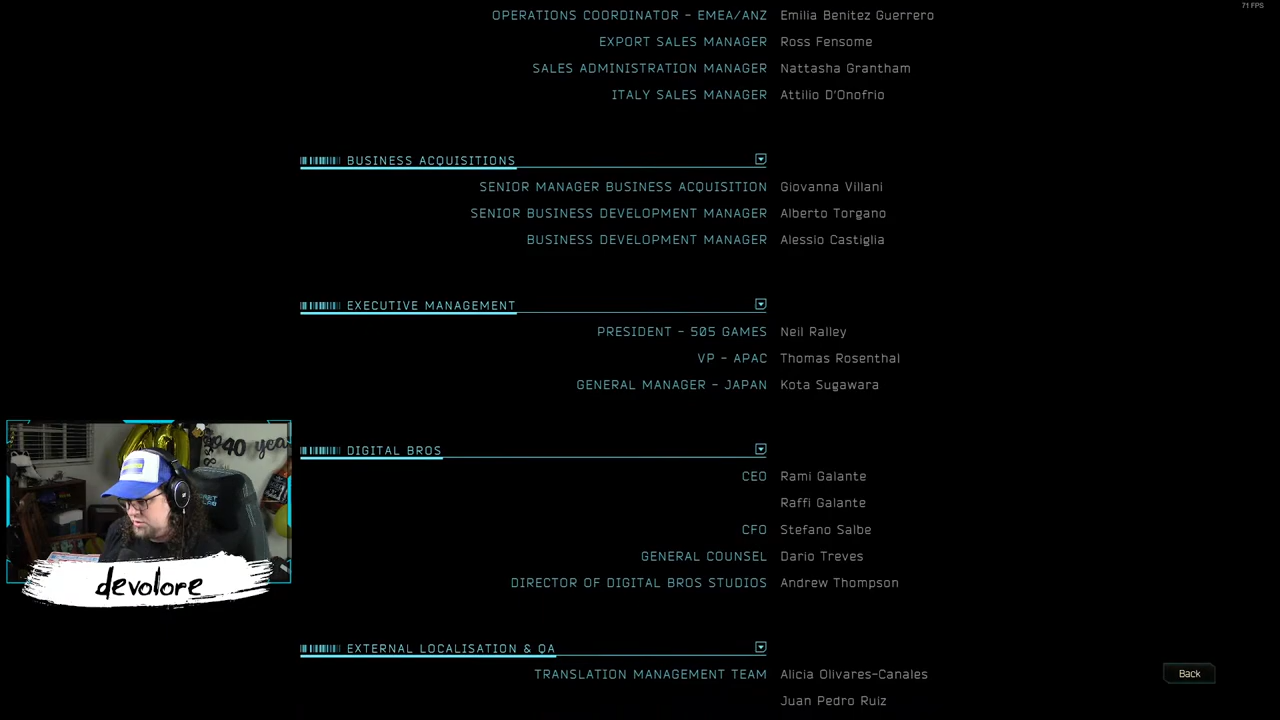 71 FPS
OPERATIONS COORDINATOR - EMEA/ANZ Emilia Benitez Guerrero
EXPORT SALES MANAGER Ross Fensome
SALES ADMINISTRATION MANAGER Nattasha Grantham
ITALY SALES MANAGER Attilio D'Onofrio
BUSINESS ACQUISITIONS
SENIOR MANAGER BUSINESS ACQUISITION Giovanna Villani
SENIOR BUSINESS DEVELOPMENT MANAGER Alberto Torgano
BUSINESS DEVELOPMENT MANAGER Alessio Castiglia
EXECUTIVE MANAGEMENT
PRESIDENT - 505 GAMES Neil Ralley
VP - APAC Thomas Rosenthal
GENERAL MANAGER - JAPAN Kota Sugawara
40 yea
DIGITAL BROS
CEO Rami Galante
Raffi Galante
CFO Stefano Salbe
GENERAL COUNSEL Dario Treves
DIRECTOR OF DIGITAL BROS STUDIOS Andrew Thompson
devolore
EXTERNAL LOCALISATION & QA
TRANSLATION MANAGEMENT TEAM Alicia Olivares-Canales
Juan Pedro Ruiz
Back